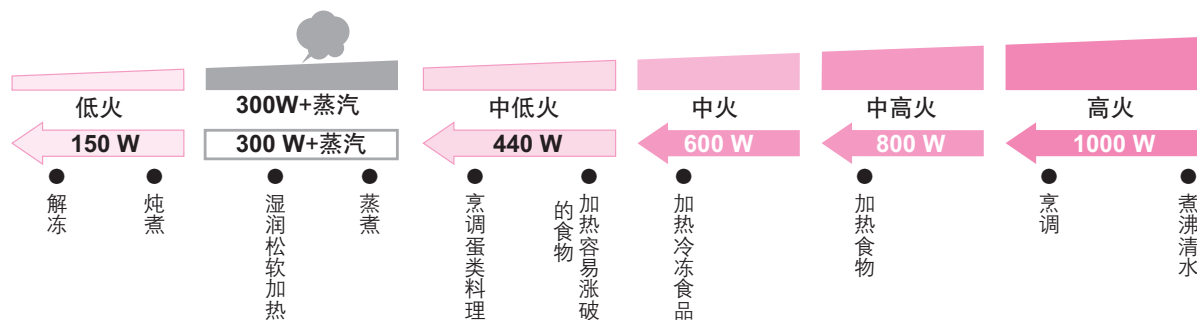 低火
300W+蒸汽
中低火
中火
中高火
高火
150 W
300 W+蒸汽
440 W
600 W
800 W
1000 W
解冻
炖煮
湿润松软加热
蒸煮
烹调蛋类料理
加热容易涨破
的食物
加热冷冻食品
加热食物
烹调
煮沸清水